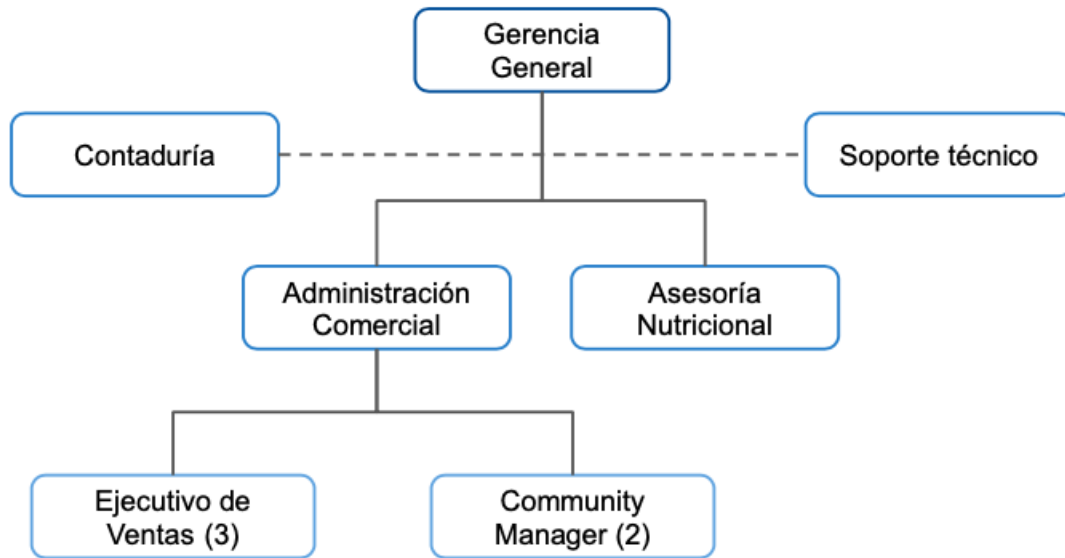 Gerencia
General
Contaduría
Soporte técnico
Administración
Comercial
Asesoría
Nutricional
Ejecutivo de
Ventas (3)
Community
Manager (2)